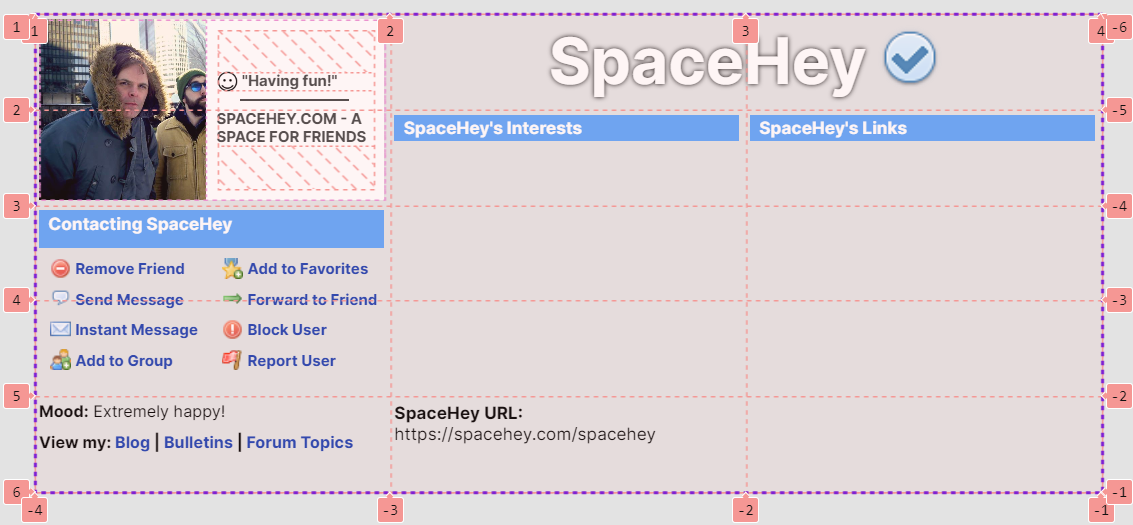 1 1 2 3 4 -6
SpaceHey
"Having fun!"
2 -5
SPACEHEY.COM - A
SPACE FOR FRIENDS
SpaceHey's Interests
SpaceHey's Links
3 -4
Contacting SpaceHey
Remove Friend
Add to Favorites
4 -3
Send Message
Forward to Friend
Instant Message
Block User
Add to Group
Report User
5 -2
Mood: Extremely happy!
View my: Blog | Bulletins | Forum Topics
SpaceHey URL:
https://spacehey.com/spacehey
6 -1
-4 -3 -2 -1